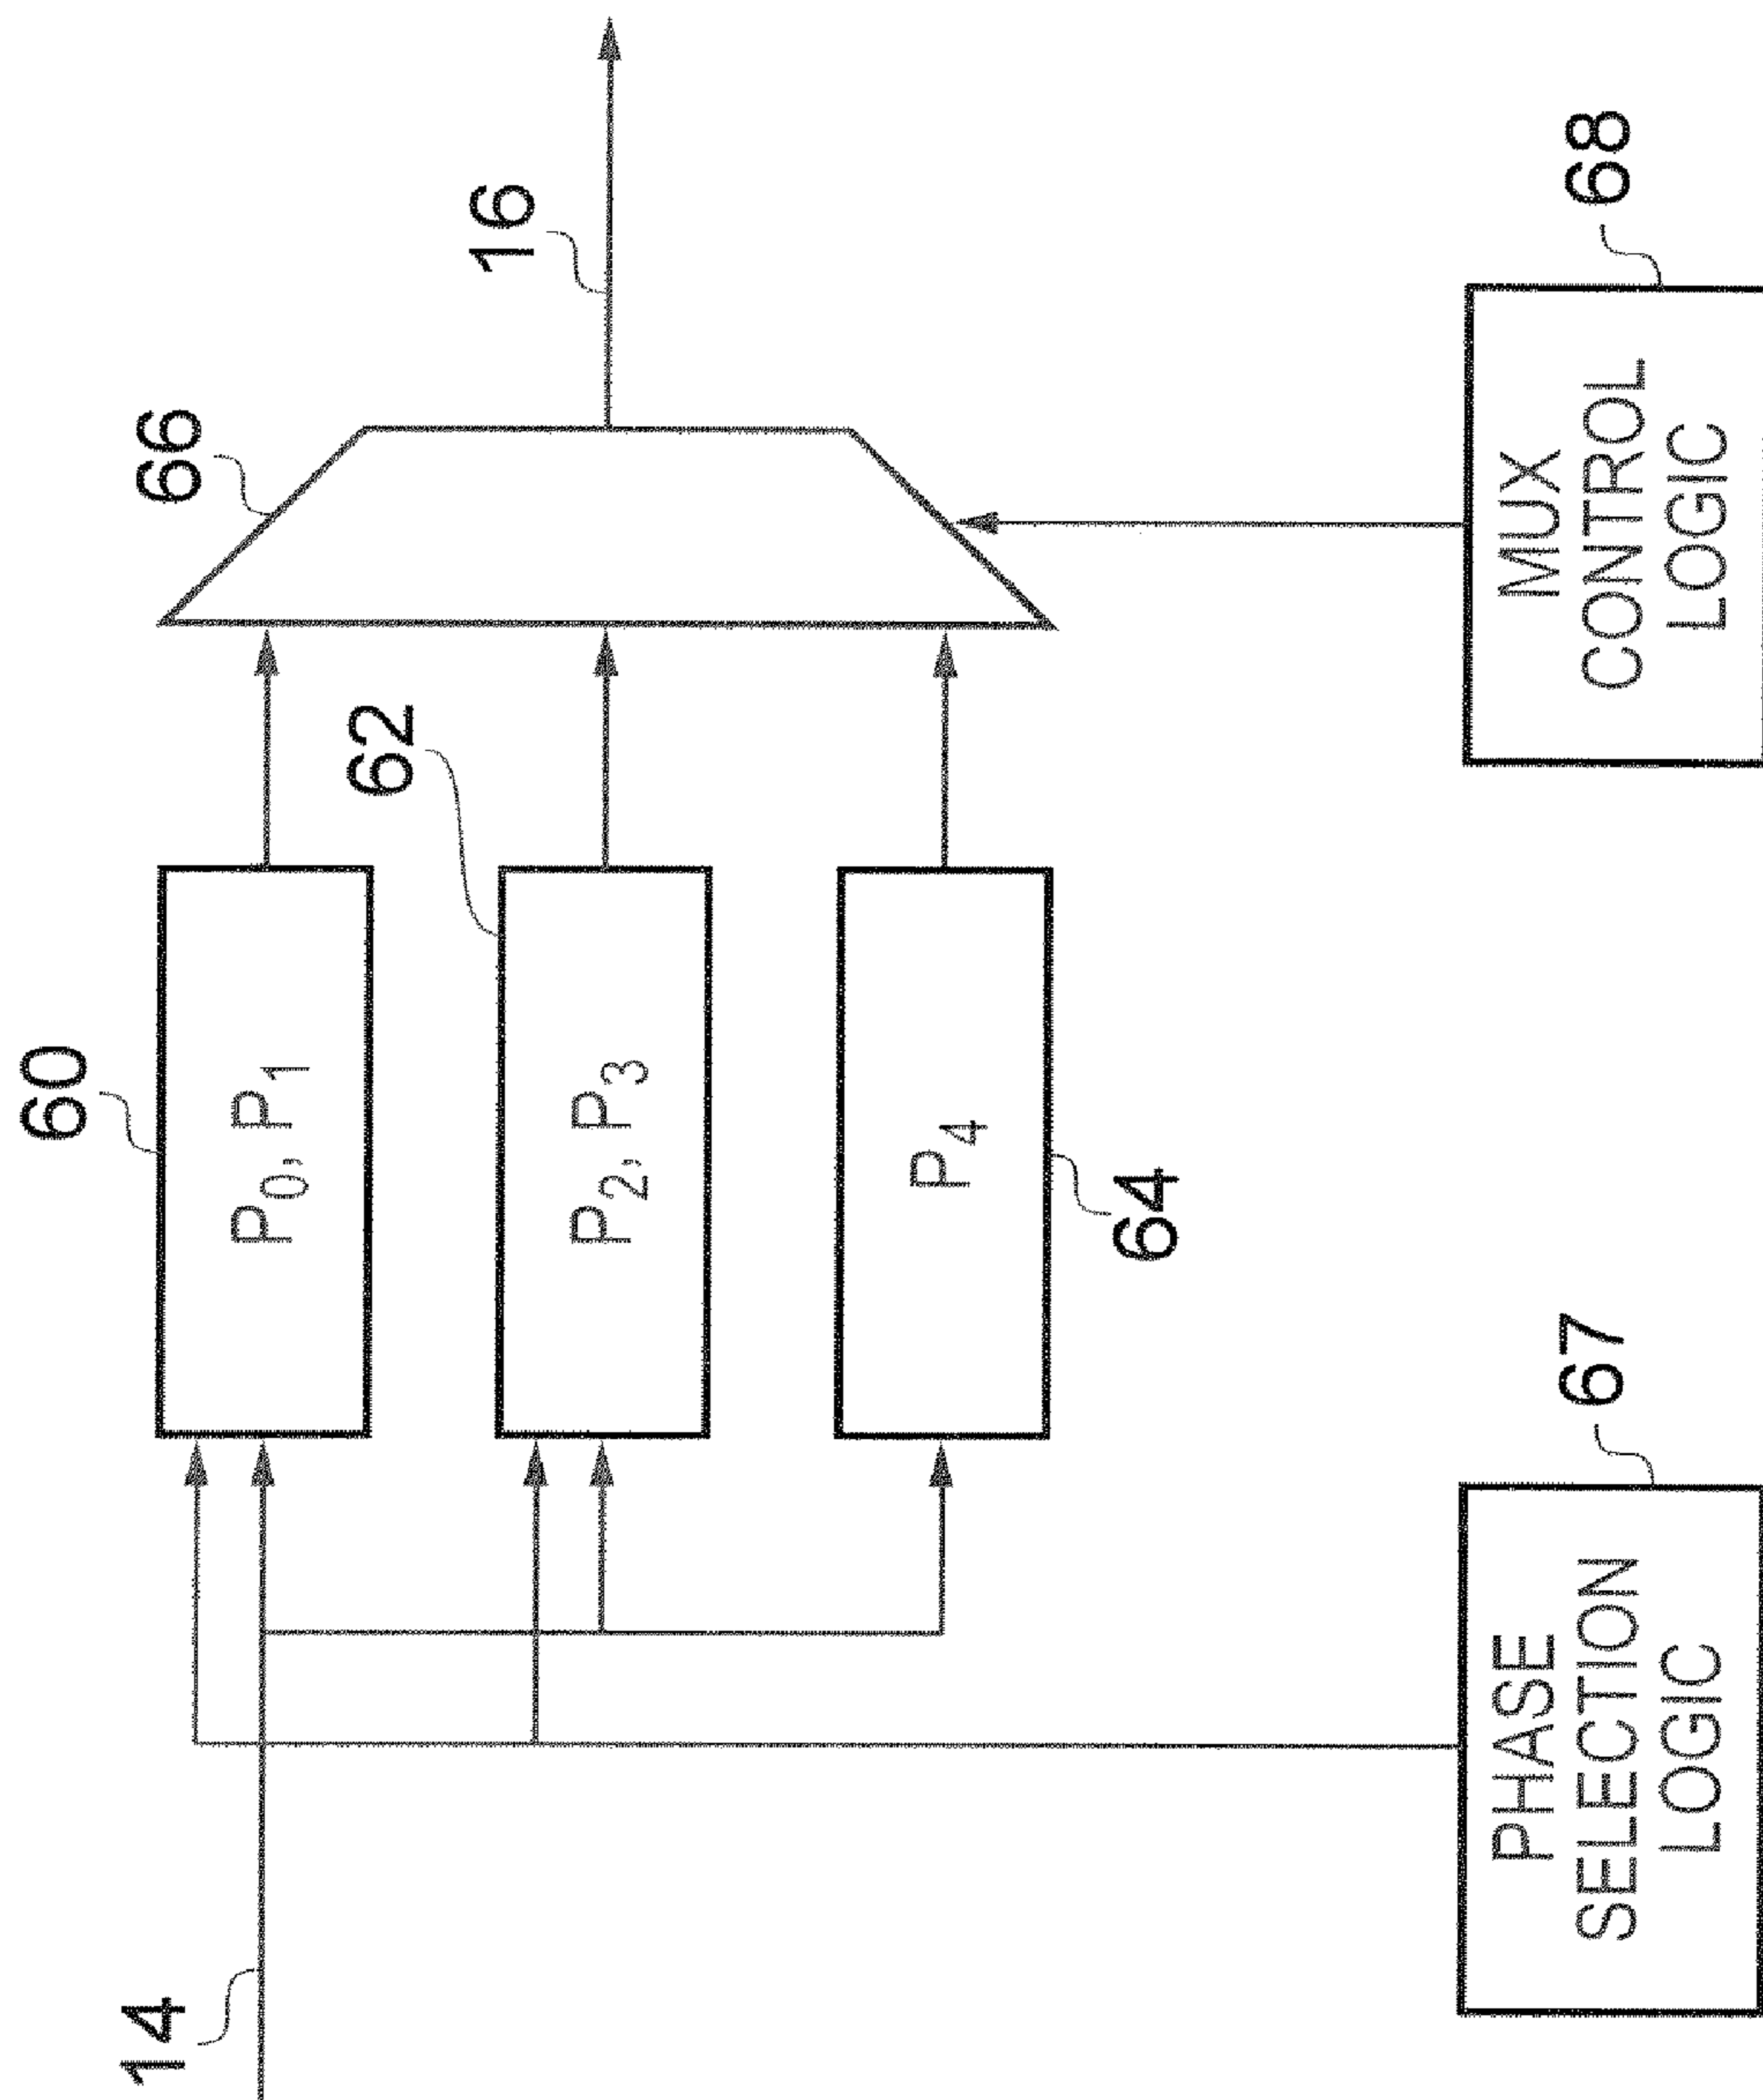 14
60
P0, P1
62
P2, P3
P4
64
66
16
67
PHASE
SELECTION
LOGIC
68
MUX
CONTROL
LOGIC